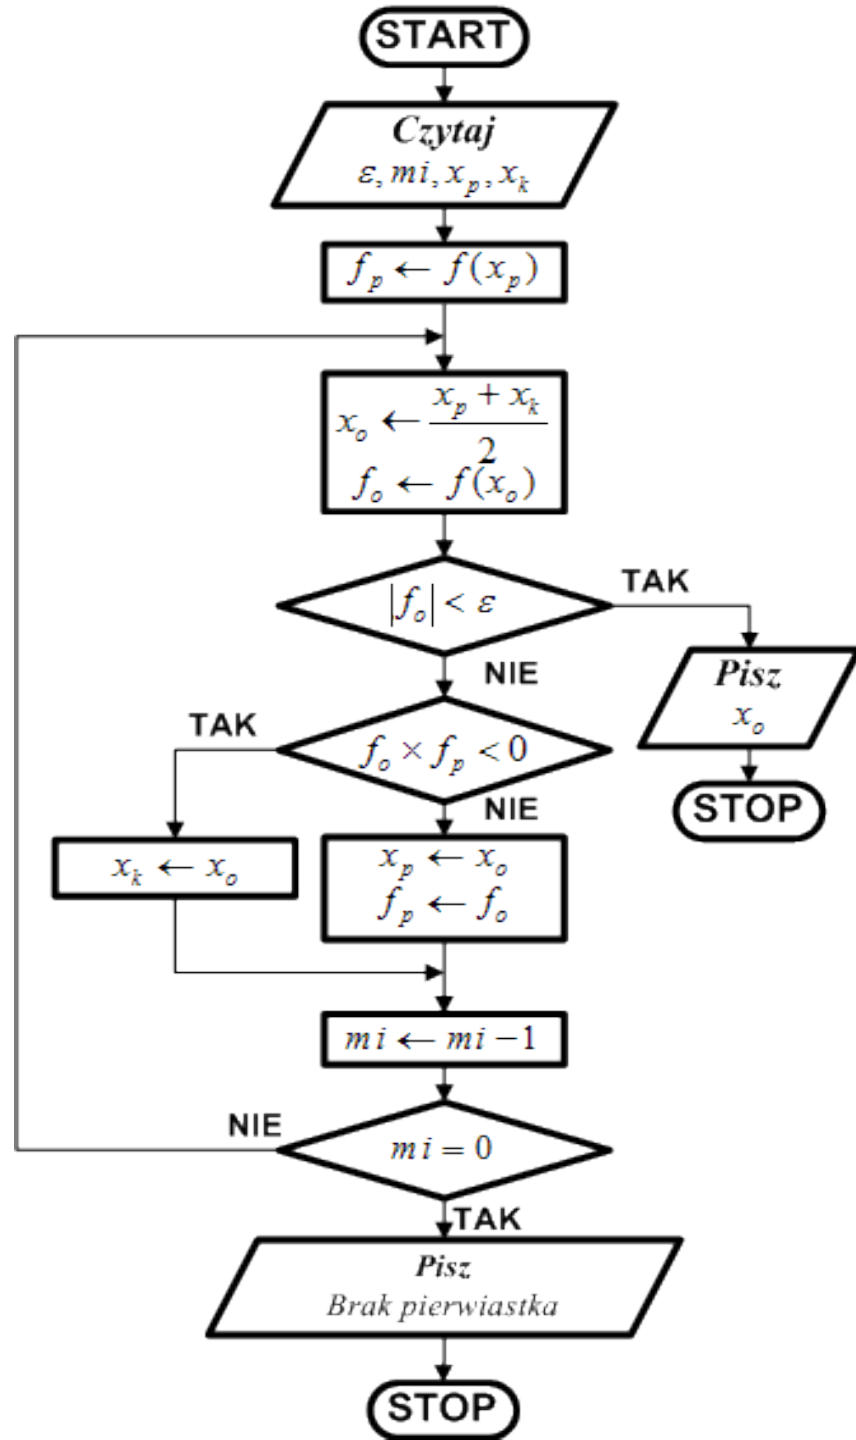 START
Czytaj
ε, mi, x_p, x_k
f_p ← f(x_p)
x_o ← (x_p + x_k)/2
f_o ← f(x_o)
|f_o| < ε
TAK
NIE
Pisz
x_o
STOP
f_o × f_p < 0
TAK
NIE
x_k ← x_o
x_p ← x_o
f_p ← f_o
mi ← mi − 1
mi = 0
NIE
TAK
Pisz
Brak pierwiastka
STOP